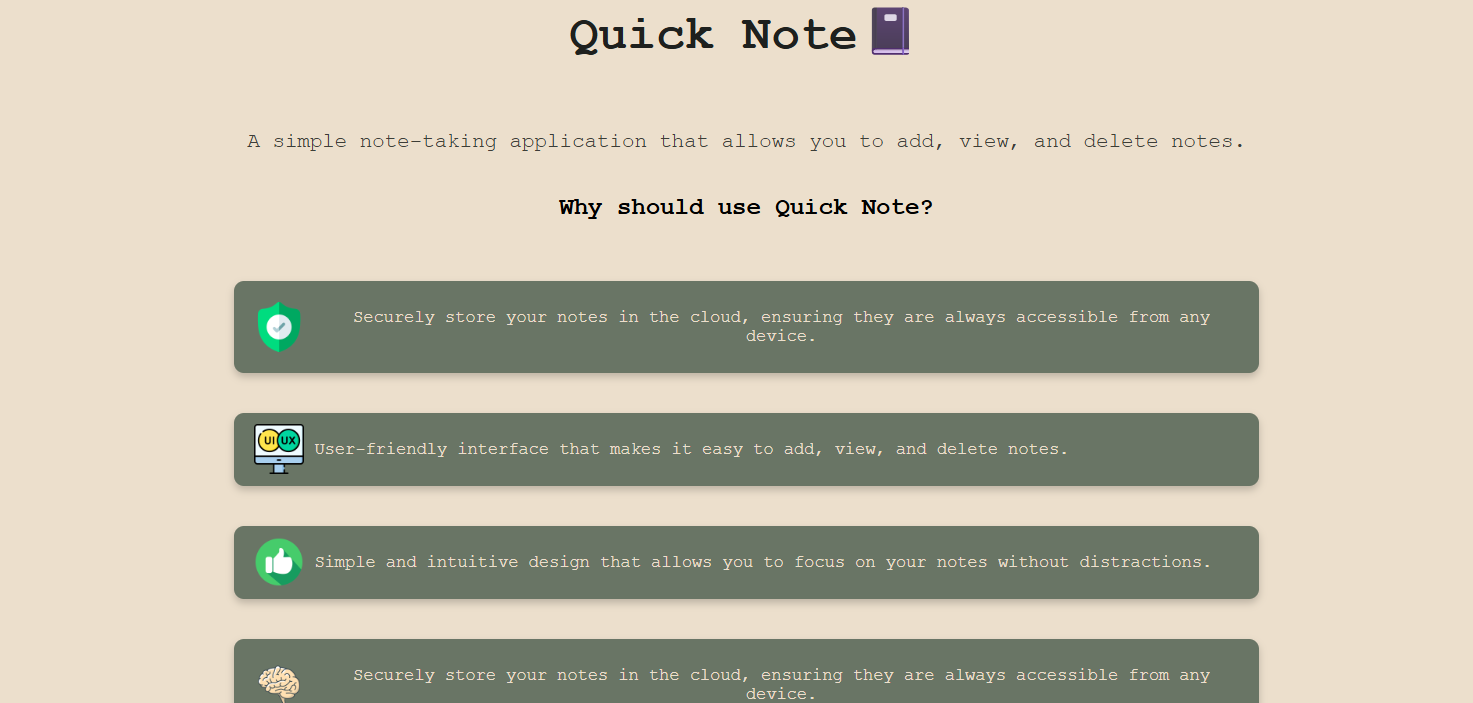 Quick Note
A simple note-taking application that allows you to add, view, and delete notes.
Why should use Quick Note?
Securely store your notes in the cloud, ensuring they are always accessible from any
device.
UI UX
User-friendly interface that makes it easy to add, view, and delete notes.
Simple and intuitive design that allows you to focus on your notes without distractions.
Securely store your notes in the cloud, ensuring they are always accessible from any
device.